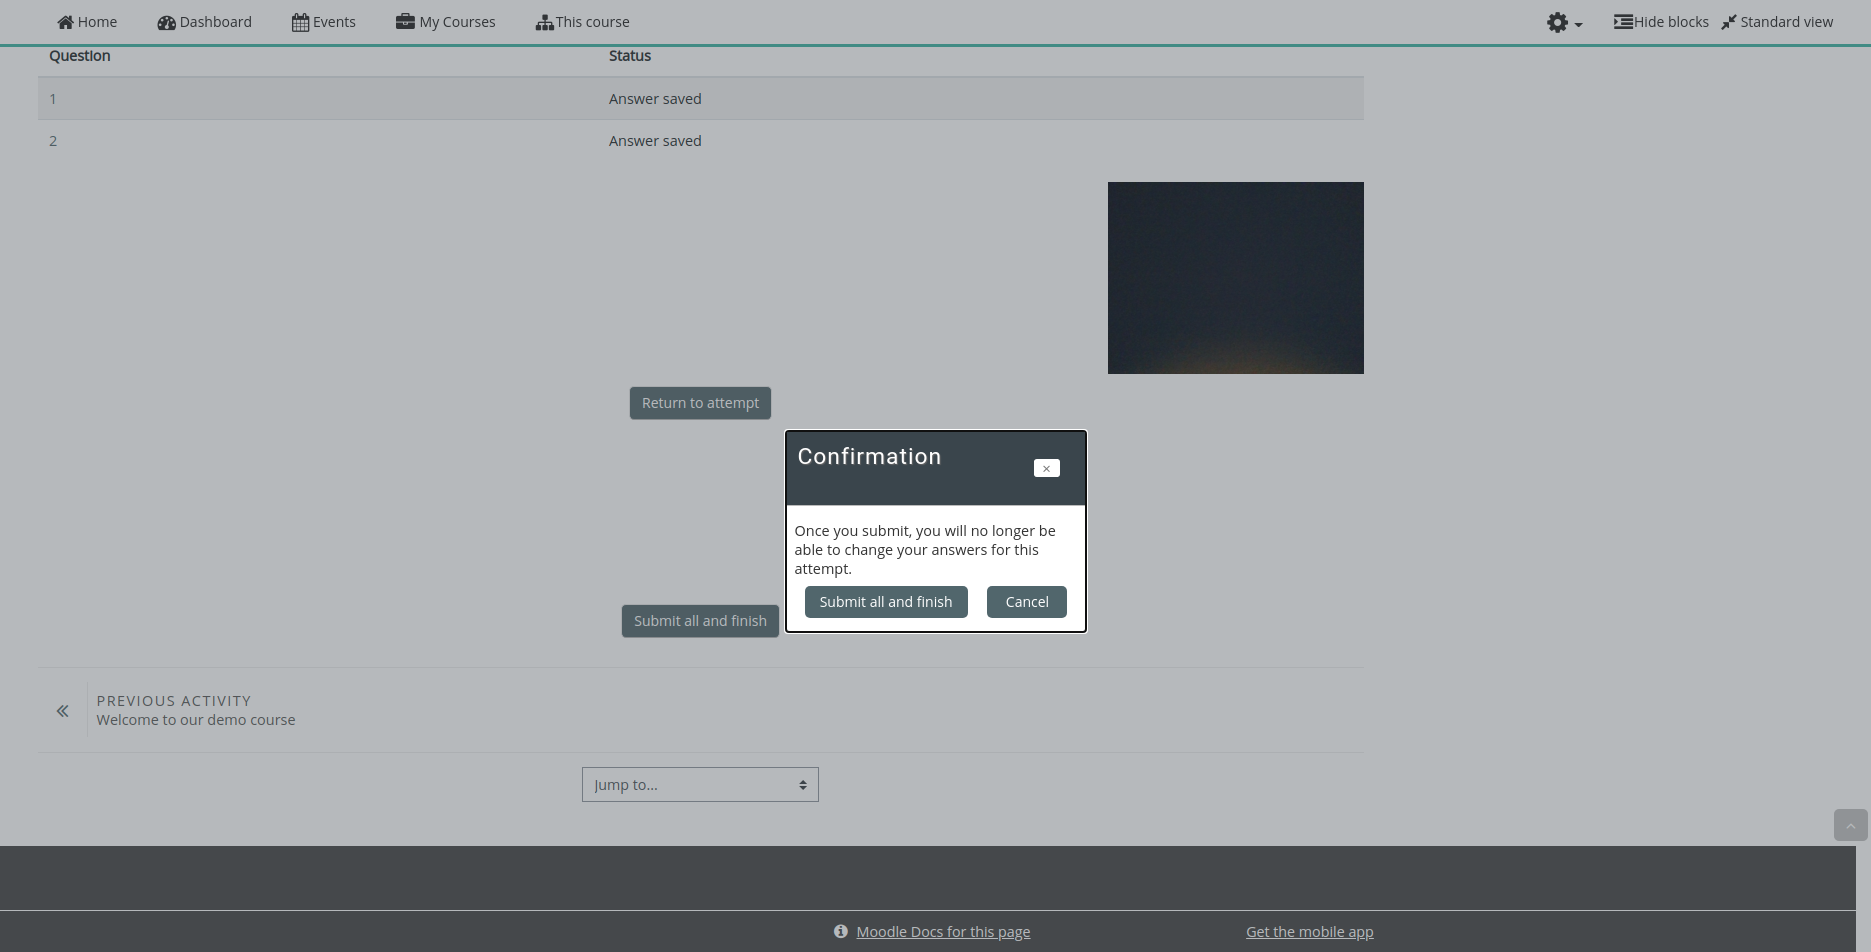 Home Dashboard Events My Courses This course Hide blocks Standard view
Question Status
1 Answer saved
2 Answer saved
Return to attempt
Confirmation
×
Once you submit, you will no longer be
able to change your answers for this
attempt.
Submit all and finish Cancel
Submit all and finish
PREVIOUS ACTIVITY
Welcome to our demo course
Jump to...
Moodle Docs for this page Get the mobile app